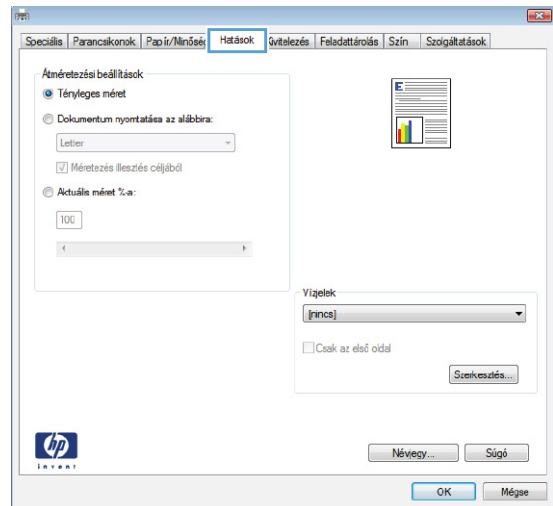 Speciális Parancsikonok Papír/Minőség Hatások Kivitelezés Feladattárolás Szín Szolgáltatások
Átméretezési beállítások
Tényleges méret
Dokumentum nyomtatása az alábbira:
Letter
Méretezés illesztés céljából
Aktuális méret %-a:
100
E
Vízjelek
[nincs]
Csak az első oldal
Szerkesztés...
hp
invent
Névjegy... Súgó
OK Mégse